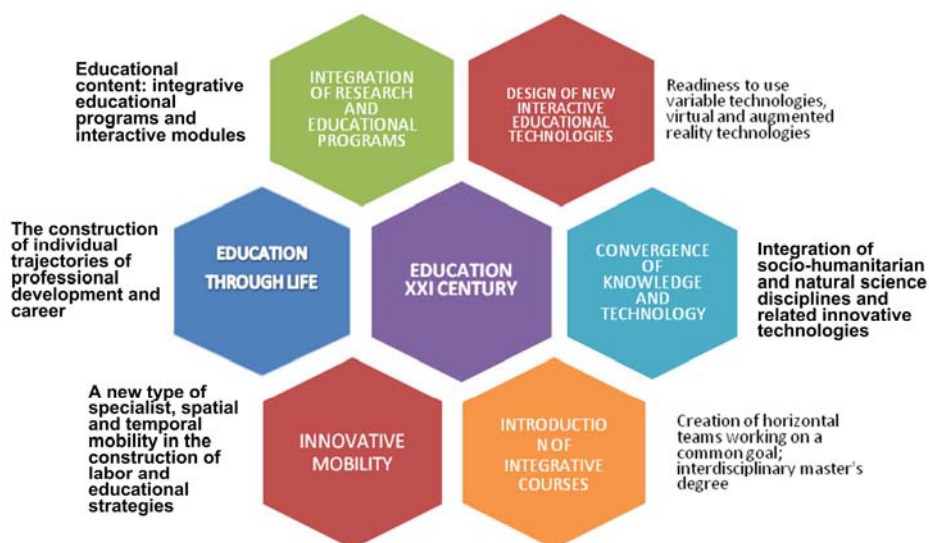 Educational
content: integrative
educational
programs and
interactive modules
INTEGRATION
OF RESEARCH
AND
EDUCATIONAL
PROGRAMS
DESIGN OF NEW
INTERACTIVE
EDUCATIONAL
TECHNOLOGIES
Readiness to use
variable technologies,
virtual and augmented
reality technologies
The construction
of individual
trajectories of
professional
development and
career
EDUCATION
THROUGH LIFE
EDUCATION
XXI CENTURY
CONVERGENCE
OF
KNOWLEDGE
AND
TECHNOLOGY
Integration of
socio-humanitarian
and natural science
disciplines and
related innovative
technologies
A new type of
specialist, spatial
and temporal
mobility in the
construction of
labor and
educational
strategies
INNOVATIVE
MOBILITY
INTRODUCTIO
N OF
INTEGRATIVE
COURSES
Creation of horizontal
teams working on a
common goal;
interdisciplinary master's
degree